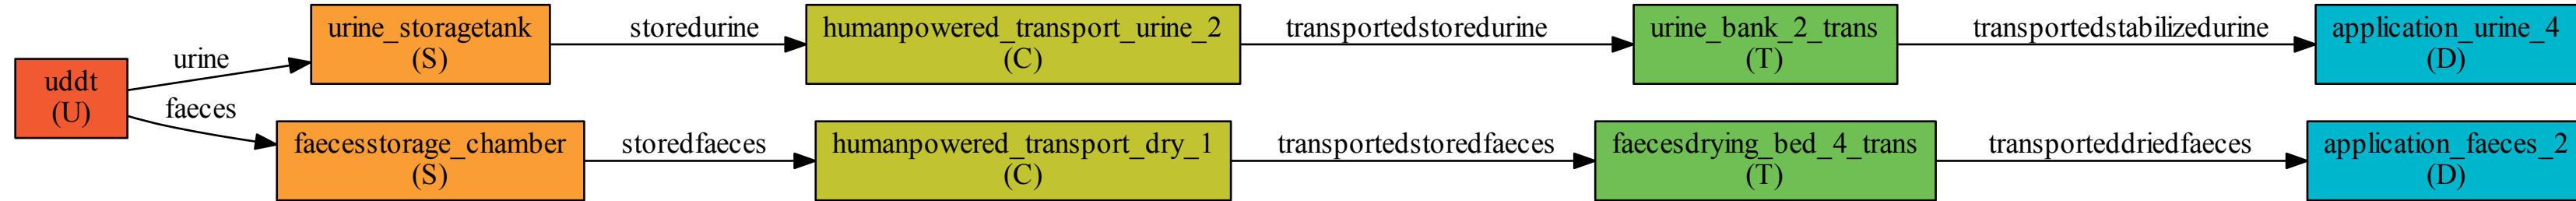 uddt
(U)
urine
faeces
urine_storagetank
(S)
storedurine
humanpowered_transport_urine_2
(C)
transportedstoredurine
urine_bank_2_trans
(T)
transportedstabilizedurine
application_urine_4
(D)
faecesstorage_chamber
(S)
storedfaeces
humanpowered_transport_dry_1
(C)
transportedstoredfaeces
faecesdrying_bed_4_trans
(T)
transporteddriedfaeces
application_faeces_2
(D)